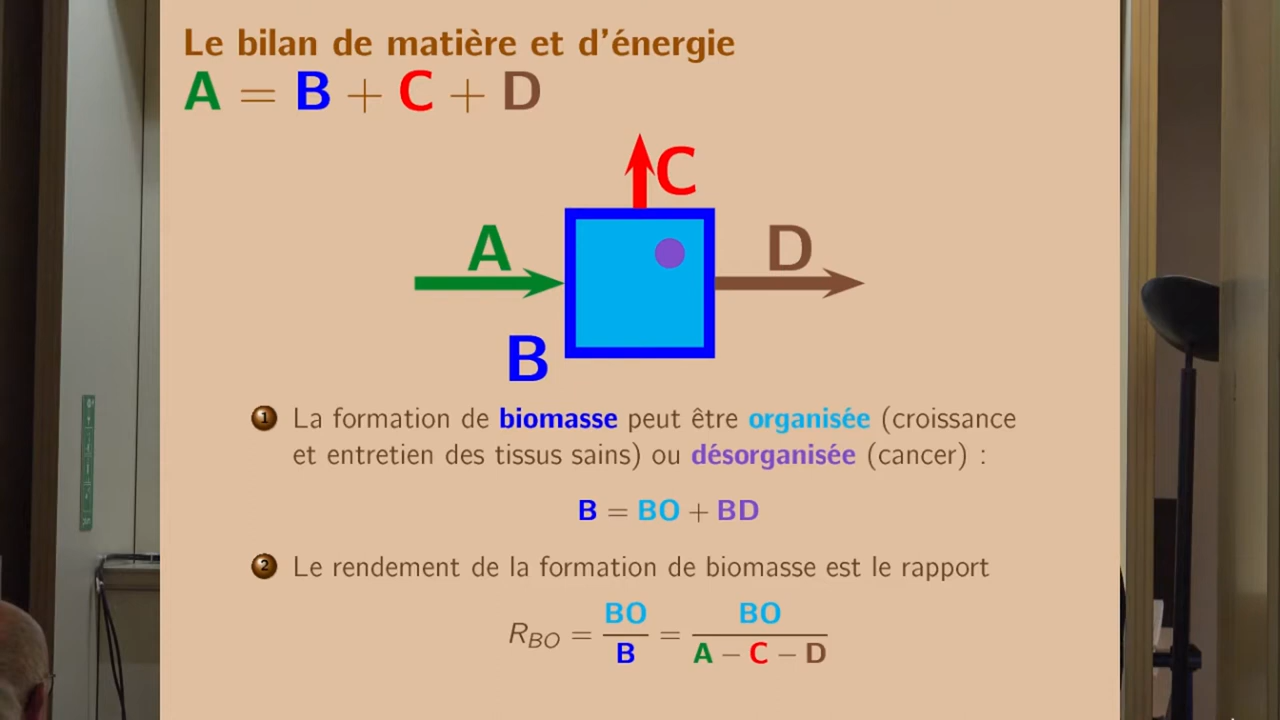 Le bilan de matière et d'énergie
A = B + C + D
C
A
D
B
1 La formation de biomasse peut être organisée (croissance
et entretien des tissus sains) ou désorganisée (cancer) :
B = BO + BD
2 Le rendement de la formation de biomasse est le rapport
R_BO = BO/B = BO/(A − C − D)